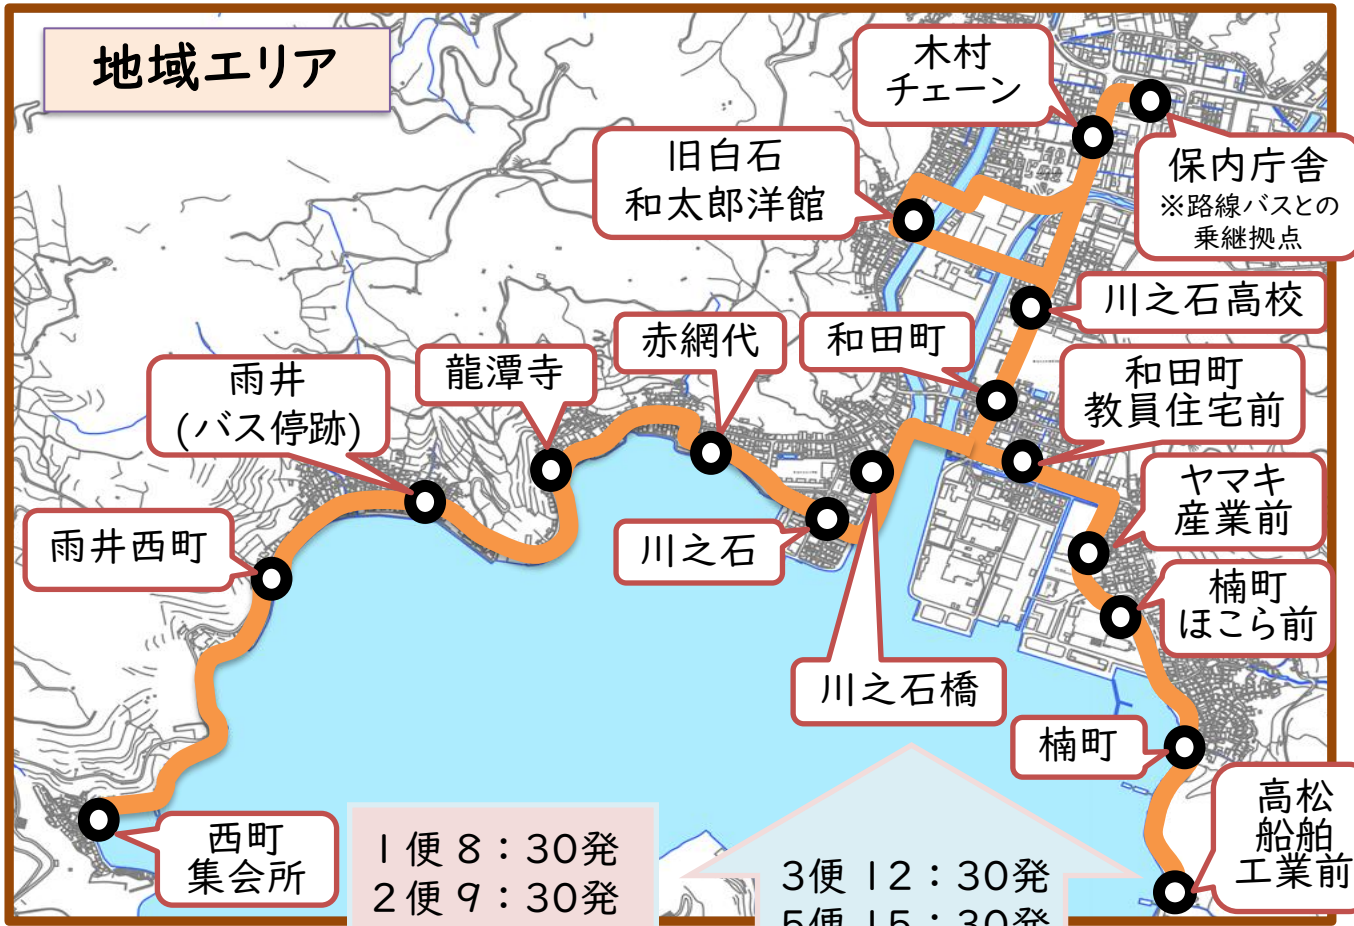 地域エリア
木村
チェーン
旧白石
和太郎洋館
保内庁舎
※路線バスとの
乗継拠点
川之石高校
和田町
赤網代
龍潭寺
雨井
(バス停跡)
和田町
教員住宅前
ヤマキ
産業前
雨井西町
川之石
楠町
ほこら前
川之石橋
楠町
高松
船舶
工業前
西町
集会所
1便 8：30発
2便 9：30発
3便 12：30発
5便 15：30発